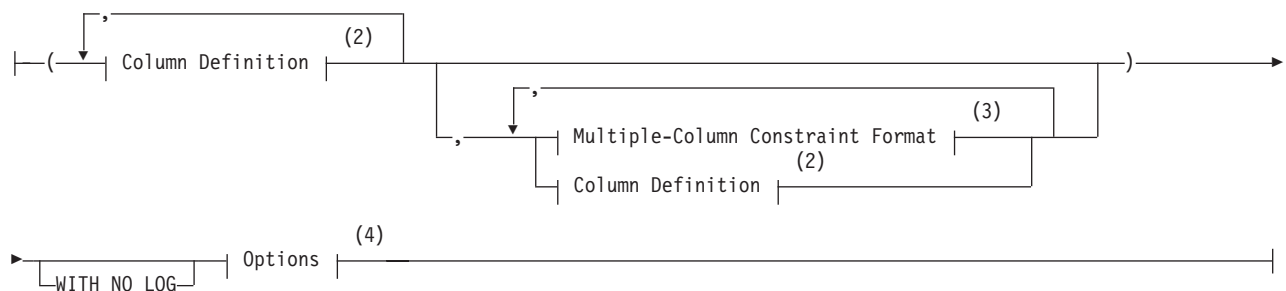 ,
(2)
( Column Definition )
,
(3)
, Multiple-Column Constraint Format
(2)
Column Definition
(4)
Options
WITH NO LOG